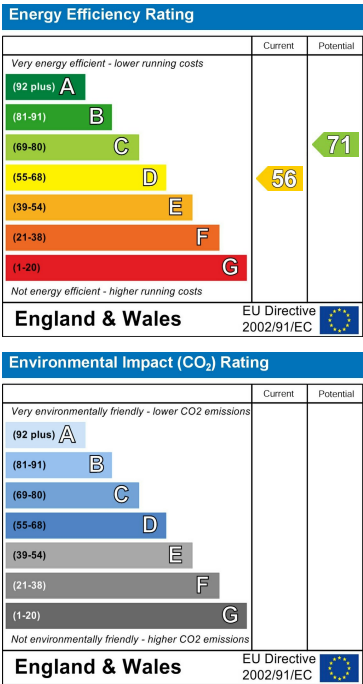 Energy Efficiency Rating
Current Potential
Very energy efficient - lower running costs
(92 plus) A
(81-91) B
(69-80) C
71
(55-68) D
56
(39-54) E
(21-38) F
(1-20) G
Not energy efficient - higher running costs
England & Wales
EU Directive
2002/91/EC
Environmental Impact (CO₂) Rating
Current Potential
Very environmentally friendly - lower CO2 emissions
(92 plus) A
(81-91) B
(69-80) C
(55-68) D
(39-54) E
(21-38) F
(1-20) G
Not environmentally friendly - higher CO2 emissions
England & Wales
EU Directive
2002/91/EC